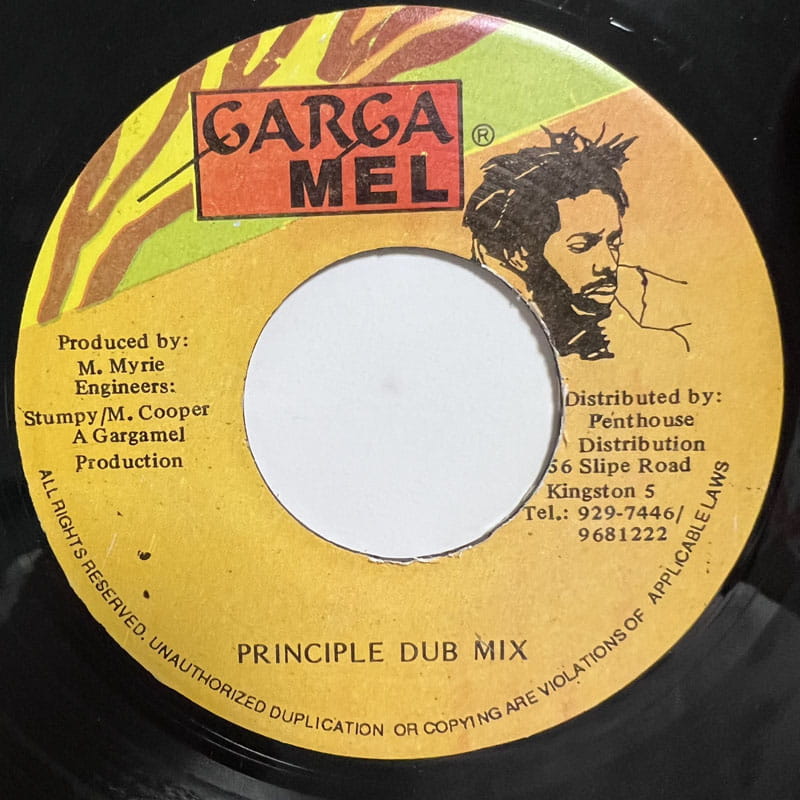 GARGA
MEL ®
Produced by:
M. Myrie
Engineers:
Stumpy/M. Cooper
A Gargamel
Production
Distributed by:
Penthouse
Distribution
56 Slipe Road
Kingston 5
Tel.: 929-7446/
9681222
PRINCIPLE DUB MIX
ALL RIGHTS RESERVED. UNAUTHORIZED DUPLICATION OR COPYING ARE VIOLATIONS OF APPLICABLE LAWS